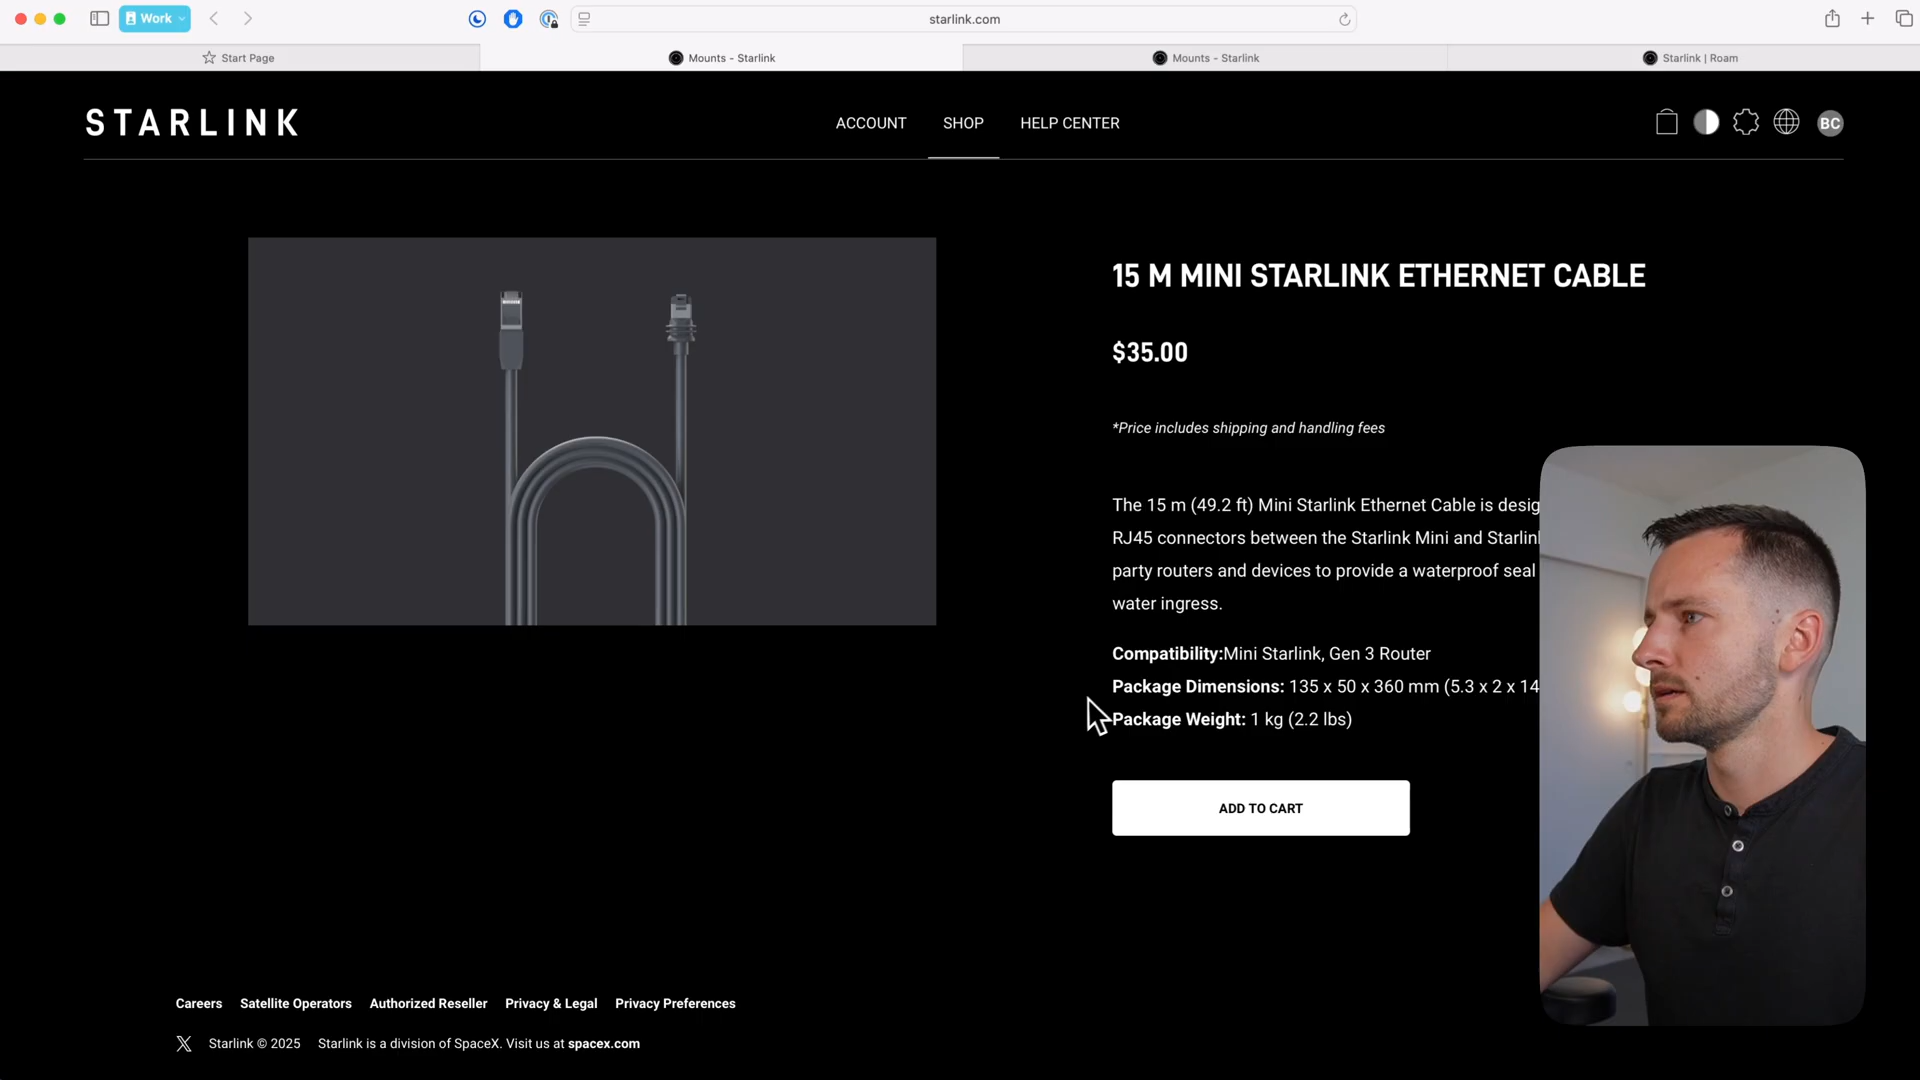 Work
starlink.com
Start Page
Mounts - Starlink
Mounts - Starlink
Starlink | Roam
STARLINK
ACCOUNT
SHOP
HELP CENTER
BC
15 M MINI STARLINK ETHERNET CABLE
$35.00
*Price includes shipping and handling fees
The 15 m (49.2 ft) Mini Starlink Ethernet Cable is
RJ45 connectors between the Starlink Mini and
party routers and devices to provide a waterproof seal
water ingress.
Compatibility:Mini Starlink, Gen 3 Router
Package Dimensions: 135 x 50 x 360 mm (5.3 x 2 x 14
Package Weight: 1 kg (2.2 lbs)
ADD TO CART
Careers
Satellite Operators
Authorized Reseller
Privacy & Legal
Privacy Preferences
Starlink © 2025
Starlink is a division of SpaceX. Visit us at spacex.com